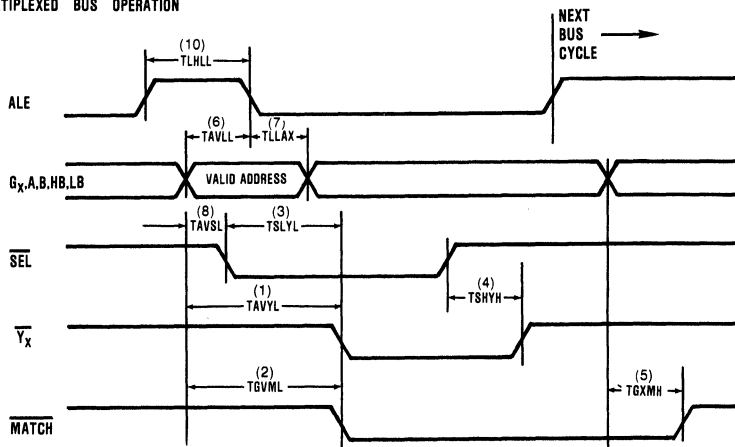 TIPLEXED BUS OPERATION
NEXT
BUS
CYCLE
(10)
TLHLL
ALE
(6) (7)
TAVLL TLLAX
GX,A,B,HB,LB VALID ADDRESS
(8) (3)
TAVSL TSLYL
SEL
(4)
TSHYH
(1)
TAVYL
YX
(2)
TGVML
(5)
TGXMH
MATCH